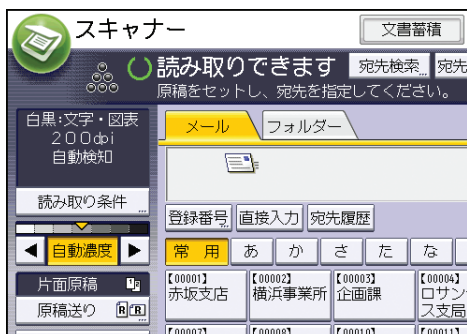 スキャナー 文書蓄積
読み取りできます 宛先検索... 宛先
原稿をセットし、宛先を指定してください。
白黒:文字・図表
200dpi
自動検知
読み取り条件...
自動濃度
片面原稿
原稿送り
メール フォルダー
登録番号... 直接入力 宛先履歴
常用 あ か さ た な
【00001】
赤坂支店
【00002】
横浜事業所
【00003】
企画課
【00004】
ロサン
ス支局